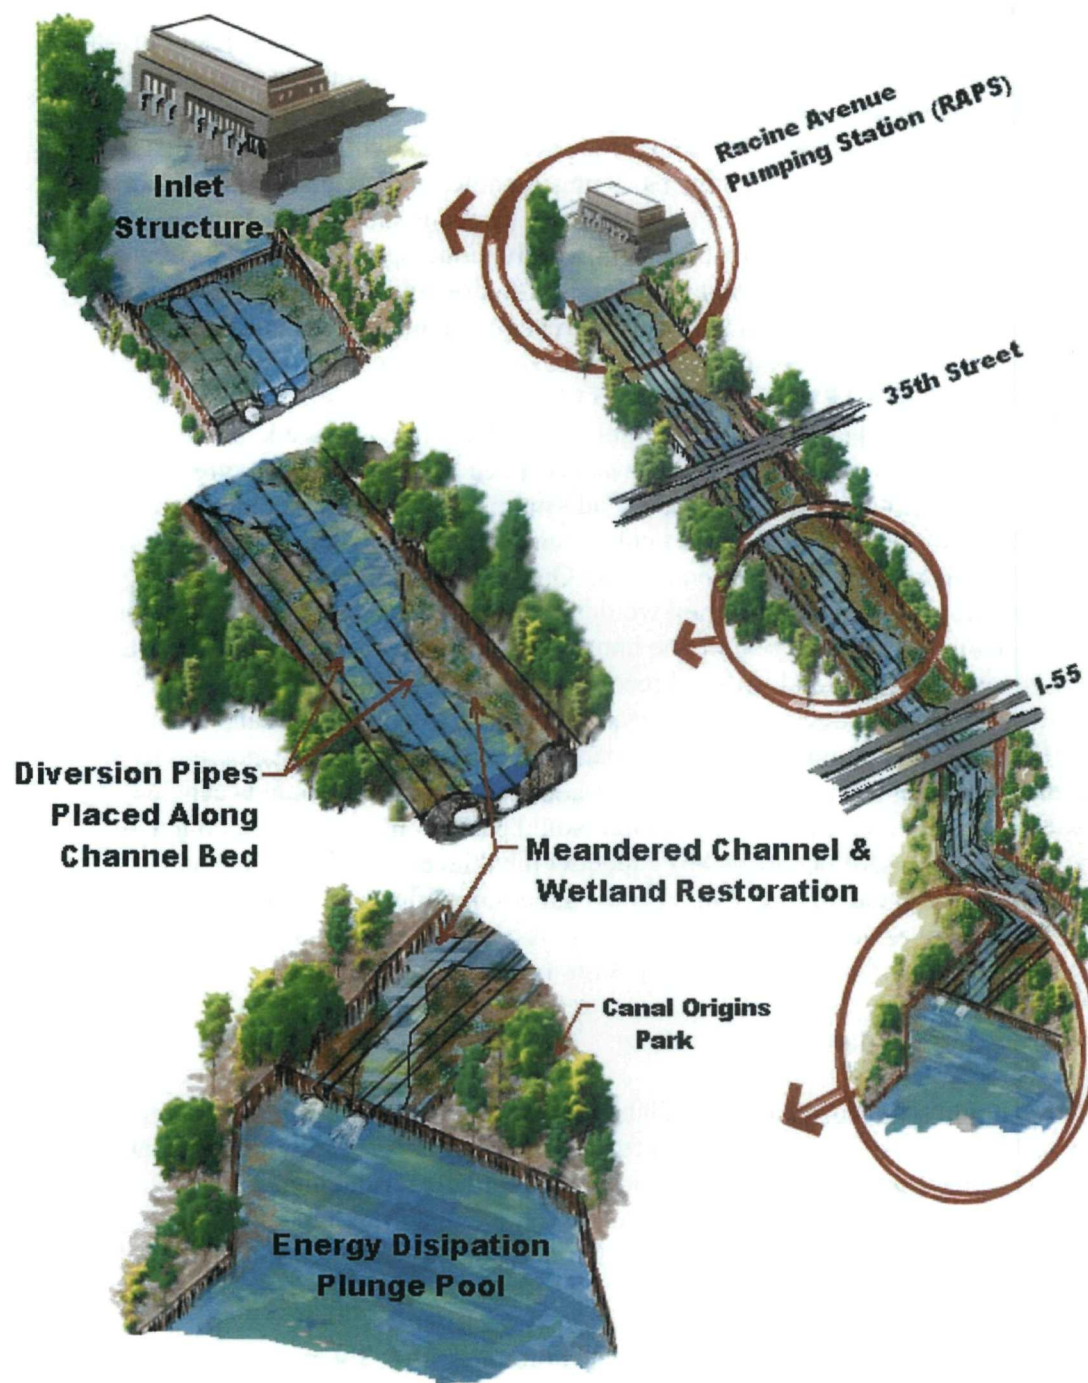 Racine Avenue
Pumping Station (RAPS)
Inlet
Structure
35th Street
I-55
Diversion Pipes
Placed Along
Channel Bed
Meandered Channel &
Wetland Restoration
Canal Origins
Park
Energy Disipation
Plunge Pool